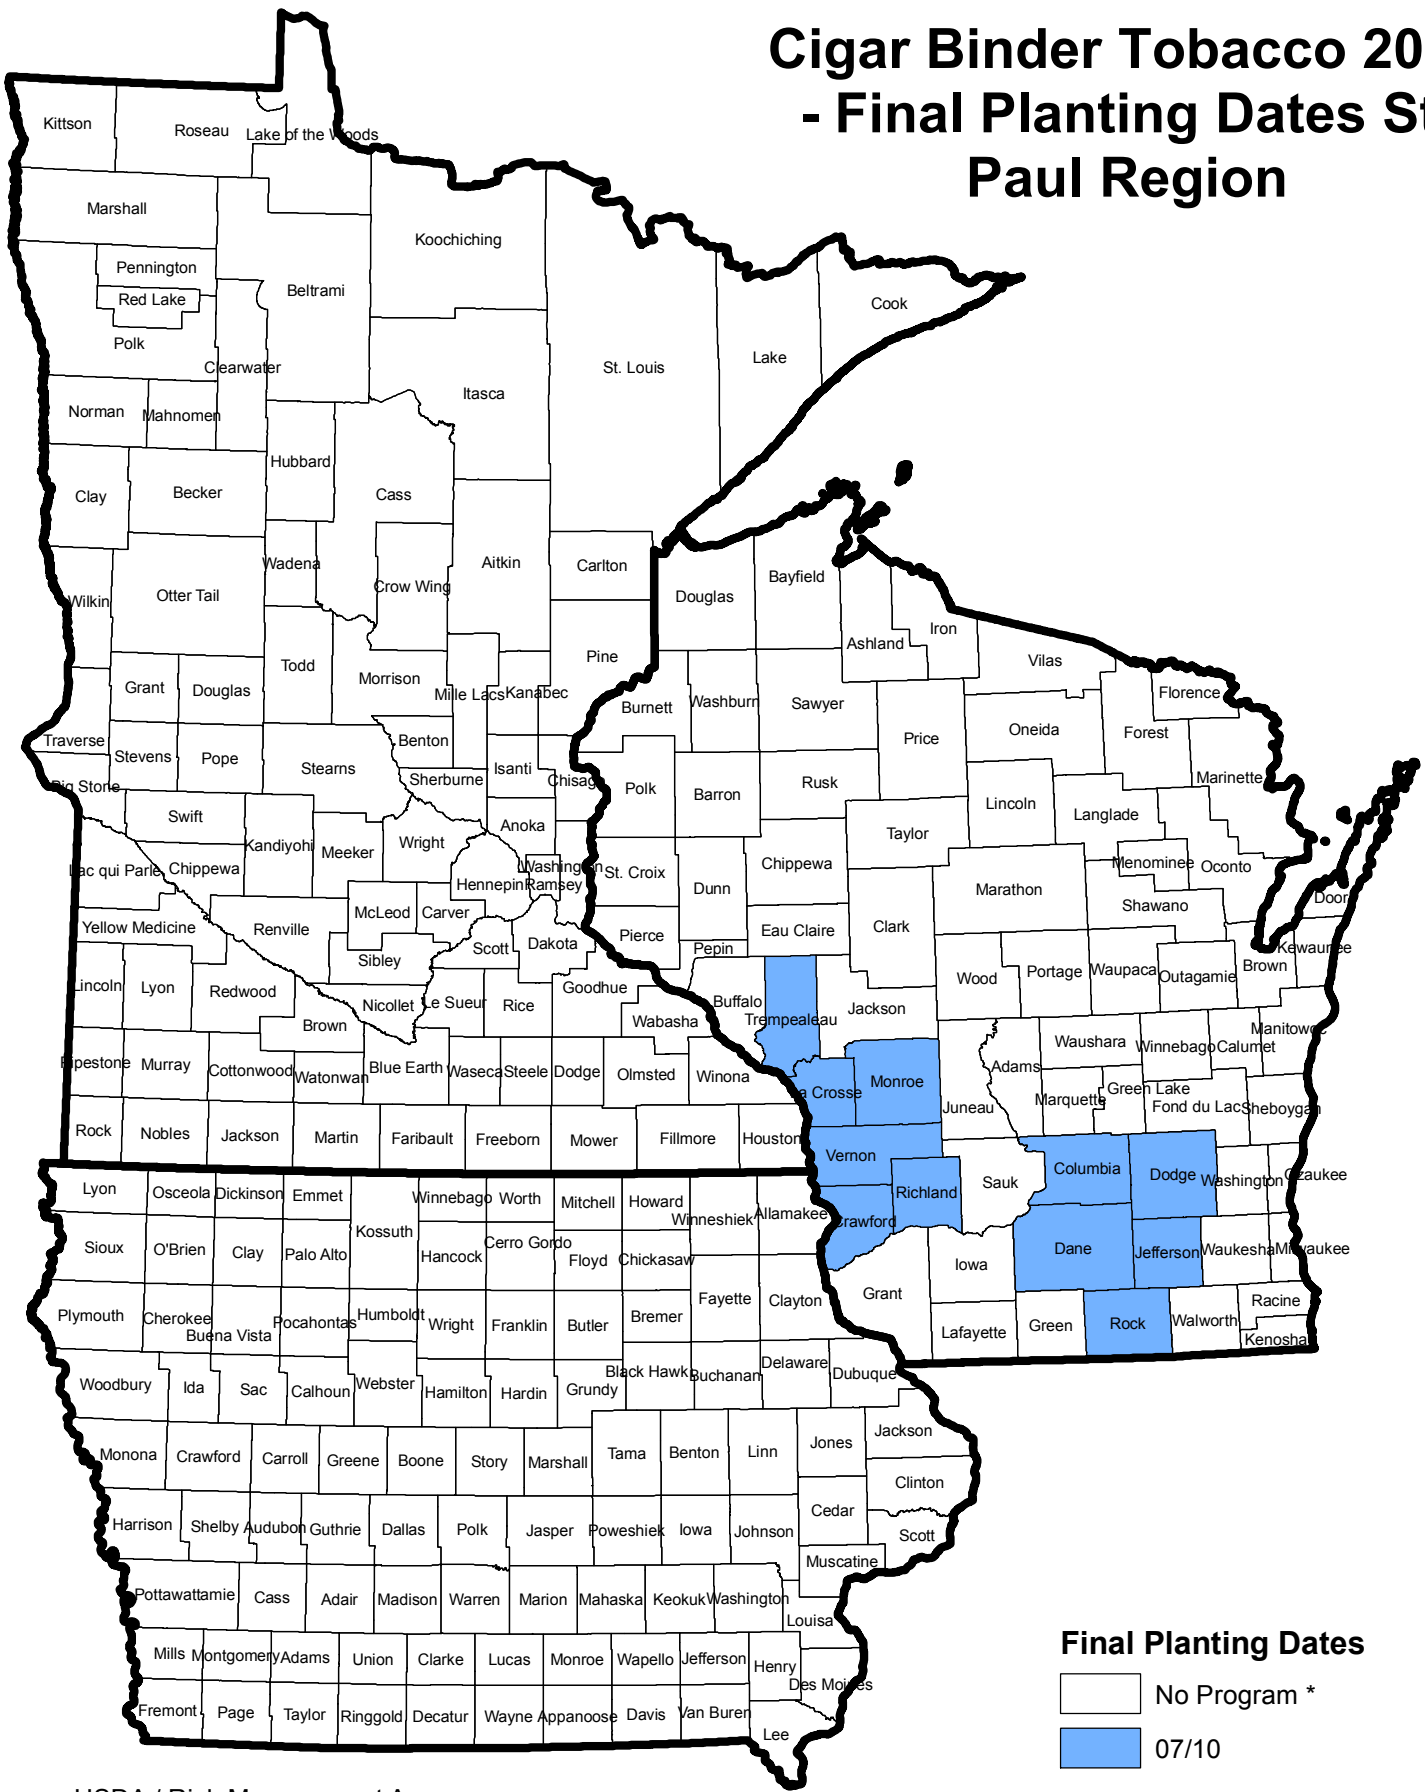 Cigar Binder Tobacco 20
- Final Planting Dates St
Paul Region
Kittson
Roseau
Lake of the Woods
Marshall
Koochiching
Pennington
Beltrami
Red Lake
Cook
Polk
Clearwater
Lake
St. Louis
Itasca
Norman
Mahnomen
Hubbard
Clay
Becker
Cass
Wadena
Aitkin
Carlton
Crow Wing
Bayfield
Otter Tail
Wilkin
Douglas
Ashland
Iron
Todd
Pine
Vilas
Morrison
Grant
Douglas
Mille Lacs
Kanabec
Florence
Washburn
Burnett
Sawyer
Oneida
Forest
Traverse
Benton
Price
Stevens
Pope
Stearns
Isanti
Sherburne
Chisago
Marinette
Big Stone
Polk
Barron
Rusk
Lincoln
Langlade
Swift
Anoka
Taylor
Kandiyohi
Meeker
Wright
Chippewa
Menominee
Oconto
Lac qui Parle
Chippewa
Washington
Hennepin
Ramsey
St. Croix
Dunn
Marathon
Shawano
Door
McLeod
Carver
Yellow Medicine
Renville
Clark
Eau Claire
Pierce
Pepin
Scott
Dakota
Kewaunee
Sibley
Wood
Portage
Waupaca
Outagamie
Brown
Lincoln
Lyon
Redwood
Goodhue
Nicollet
Le Sueur
Rice
Buffalo
Trempealeau
Jackson
Wabasha
Brown
Manitowoc
Waushara
Winnebago
Calumet
Pipestone
Murray
Cottonwood
Watonwan
Blue Earth
Waseca
Steele
Dodge
Olmsted
Winona
Adams
La Crosse
Monroe
Juneau
Marquette
Green Lake
Fond du Lac
Sheboygan
Rock
Nobles
Jackson
Martin
Faribault
Freeborn
Mower
Fillmore
Houston
Vernon
Columbia
Dodge
Washington
Ozaukee
Sauk
Richland
Lyon
Osceola
Dickinson
Emmet
Winnebago
Worth
Mitchell
Howard
Winneshiek
Allamakee
Crawford
Kossuth
Sioux
O'Brien
Clay
Palo Alto
Hancock
Cerro Gordo
Floyd
Chickasaw
Dane
Jefferson
Waukesha
Milwaukee
Iowa
Grant
Fayette
Clayton
Racine
Plymouth
Cherokee
Buena Vista
Pocahontas
Humboldt
Wright
Franklin
Butler
Bremer
Lafayette
Green
Rock
Walworth
Kenosha
Black Hawk
Buchanan
Delaware
Dubuque
Woodbury
Ida
Sac
Calhoun
Webster
Hamilton
Hardin
Grundy
Jackson
Jones
Monona
Crawford
Carroll
Greene
Boone
Story
Marshall
Tama
Benton
Linn
Clinton
Cedar
Harrison
Shelby
Audubon
Guthrie
Dallas
Polk
Jasper
Poweshiek
Iowa
Johnson
Scott
Muscatine
Pottawattamie
Cass
Adair
Madison
Warren
Marion
Mahaska
Keokuk
Washington
Louisa
Mills
Montgomery
Adams
Union
Clarke
Lucas
Monroe
Wapello
Jefferson
Henry
Des Moines
Fremont
Page
Taylor
Ringgold
Decatur
Wayne
Appanoose
Davis
Van Buren
Lee
Final Planting Dates
No Program *
07/10